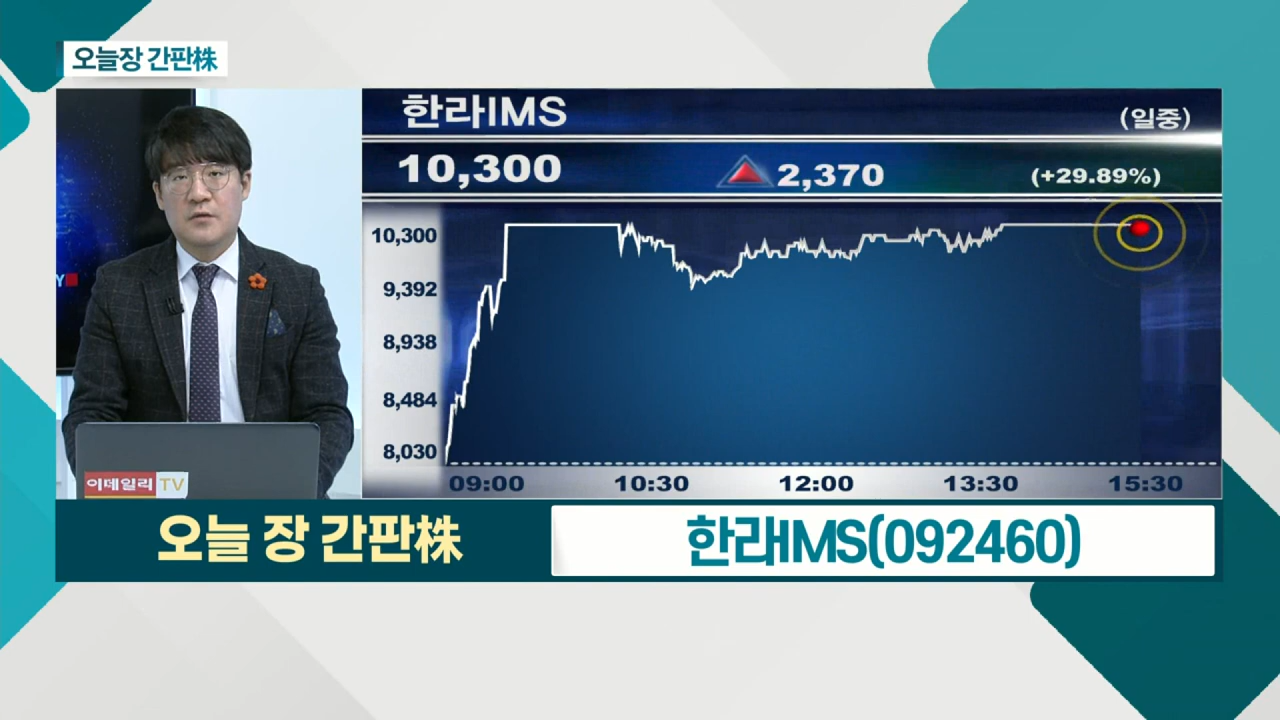 오늘장 간판株
한라IMS
(일중)
10,300
2,370
(+29.89%)
10,300
9,392
8,938
8,484
8,030
09:00
10:30
12:00
13:30
15:30
Y
이데일리 TV
오늘 장 간판株
한라IMS(092460)